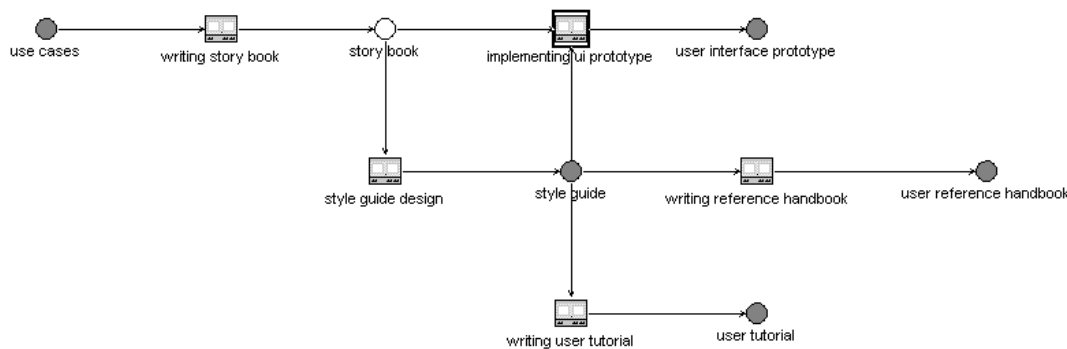 use cases
writing story book
story book
implementing ui prototype
user interface prototype
style guide design
style guide
writing reference handbook
user reference handbook
writing user tutorial
user tutorial